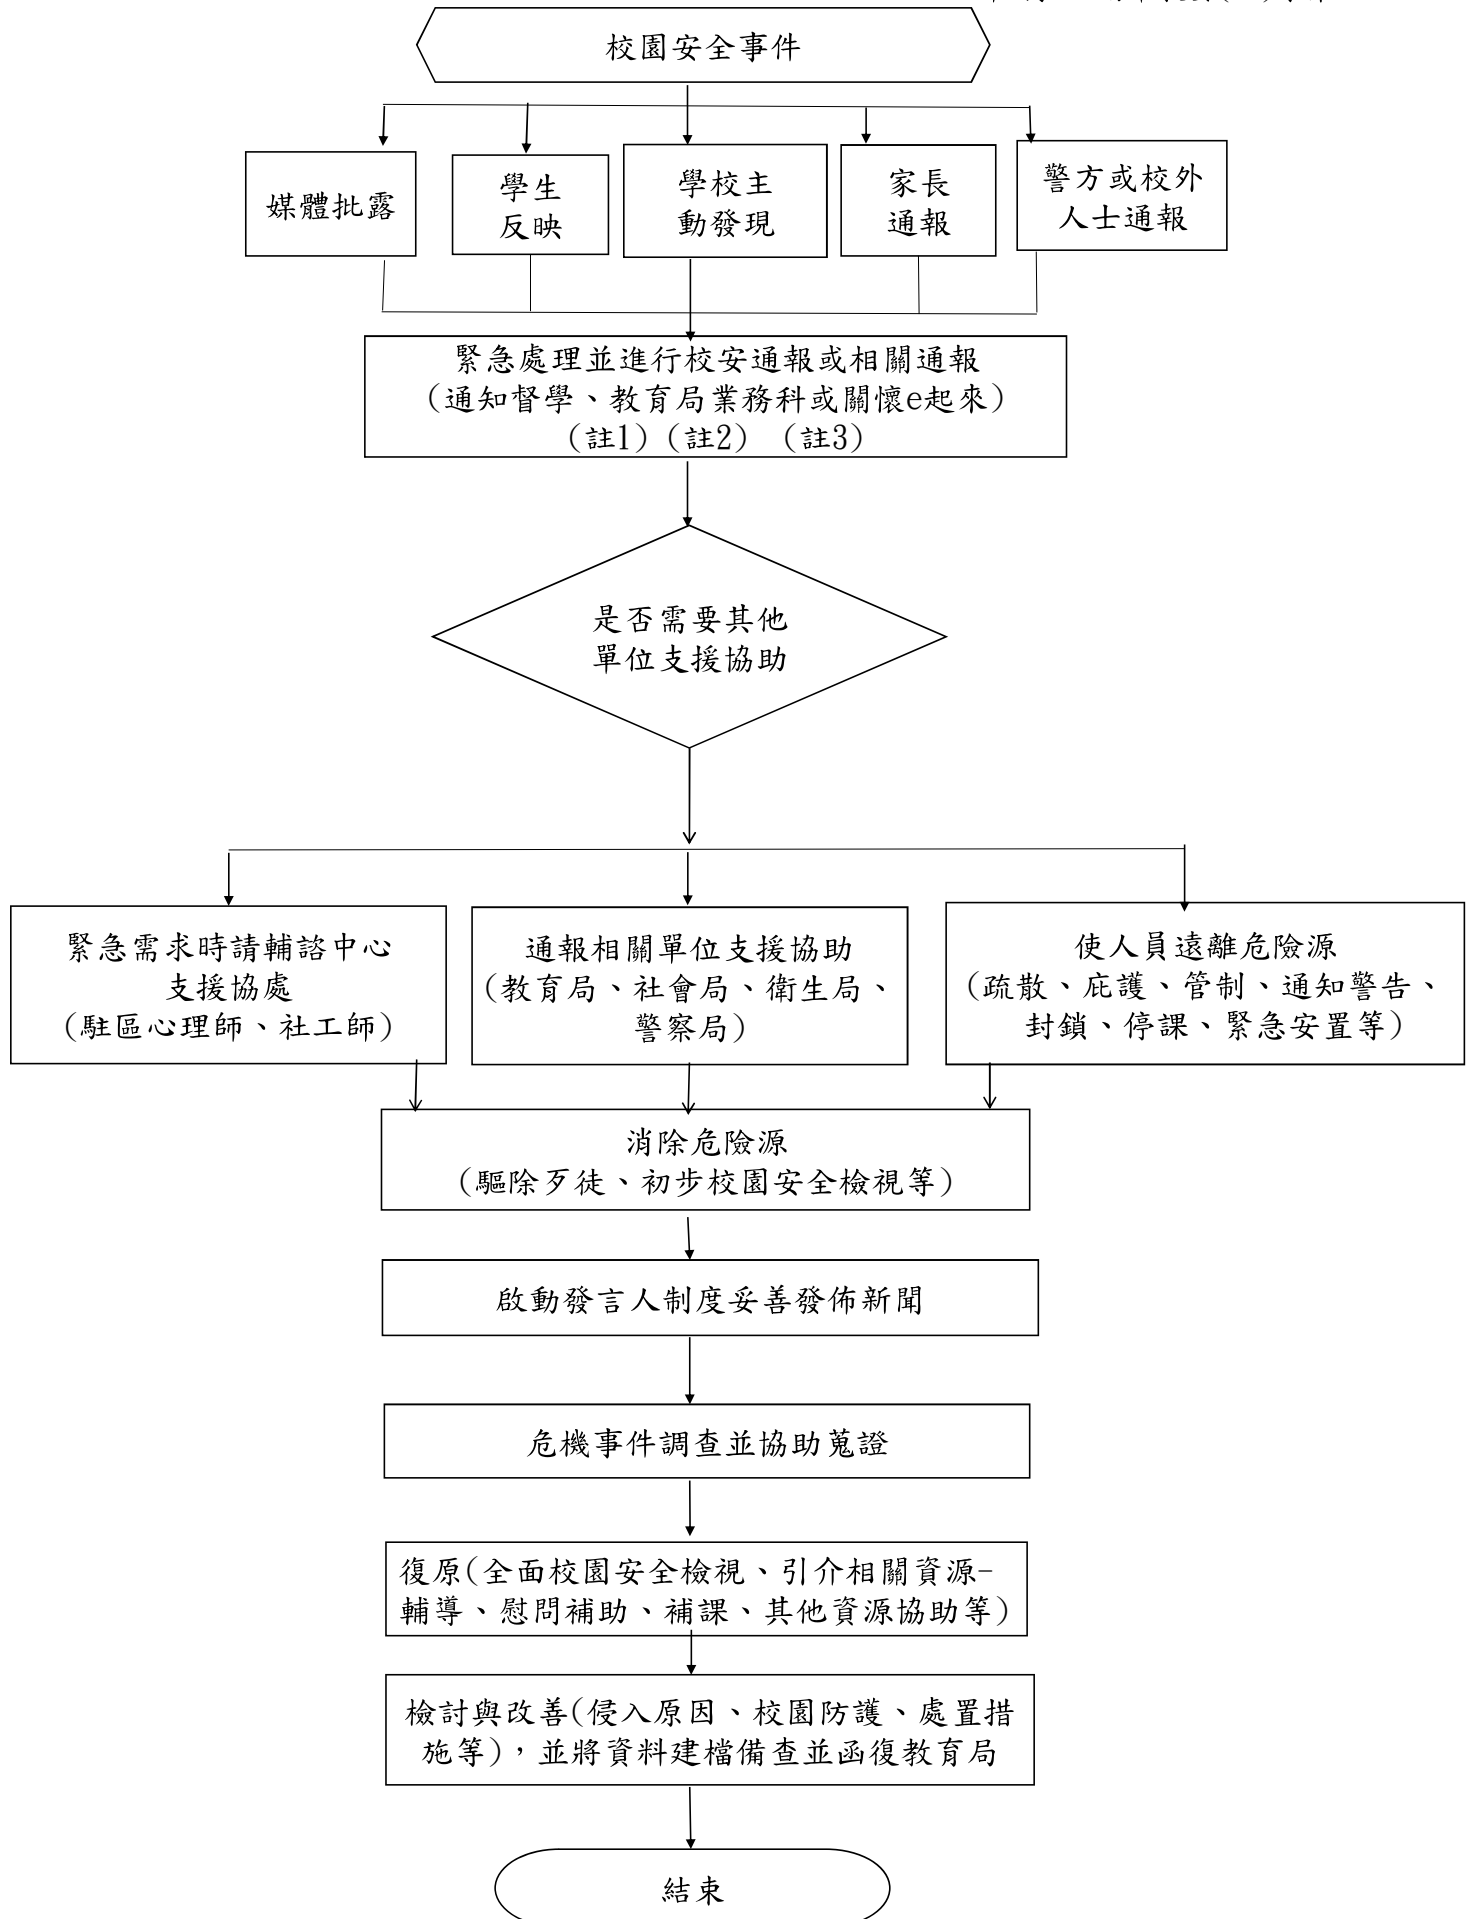 校園安全事件
媒體批露
學生
反映
學校主
動發現
家長
通報
警方或校外
人士通報
緊急處理並進行校安通報或相關通報
(通知督學、教育局業務科或關懷e起來)
(註1)(註2) (註3)
是否需要其他
單位支援協助
緊急需求時請輔諮中心
支援協處
(駐區心理師、社工師)
通報相關單位支援協助
(教育局、社會局、衛生局、
警察局)
使人員遠離危險源
(疏散、庇護、管制、通知警告、
封鎖、停課、緊急安置等)
消除危險源
(驅除歹徒、初步校園安全檢視等)
啟動發言人制度妥善發佈新聞
危機事件調查並協助蒐證
復原(全面校園安全檢視、引介相關資源-
輔導、慰問補助、補課、其他資源協助等)
檢討與改善(侵入原因、校園防護、處置措
施等),並將資料建檔備查並函復教育局
結束